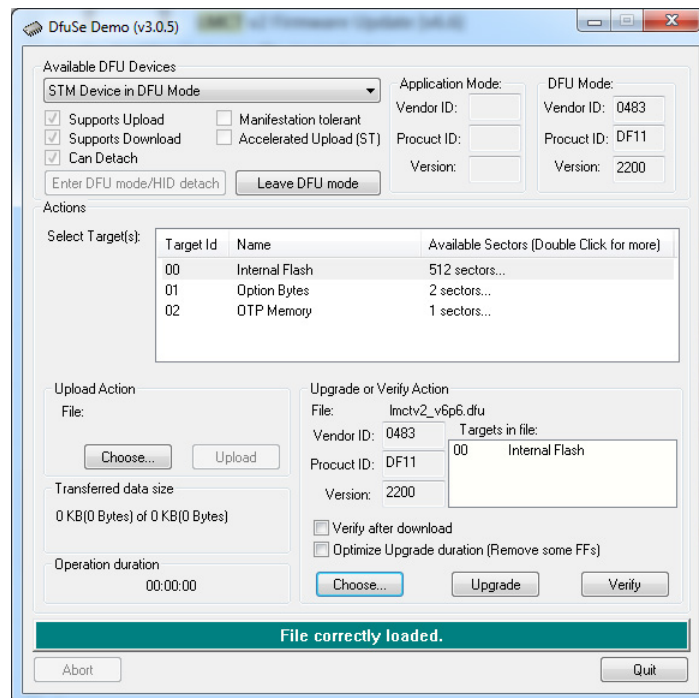 LMCT v2 Firmware Update (v6.6)
DfuSe Demo (v3.0.5)
Available DFU Devices
STM Device in DFU Mode
Supports Upload
Manifestation tolerant
Supports Download
Accelerated Upload (ST)
Can Detach
Enter DFU mode/HID detach
Leave DFU mode
Application Mode:
Vendor ID:
Procuct ID:
Version:
DFU Mode:
Vendor ID: 0483
Procuct ID: DF11
Version: 2200
Actions
Select Target(s):
Target Id Name Available Sectors (Double Click for more)
00 Internal Flash 512 sectors...
01 Option Bytes 2 sectors...
02 OTP Memory 1 sectors...
Upload Action
File:
Choose... Upload
Transferred data size
0 KB(0 Bytes) of 0 KB(0 Bytes)
Operation duration
00:00:00
Upgrade or Verify Action
File: lmctv2_v6p6.dfu
Vendor ID: 0483
Procuct ID: DF11
Version: 2200
Targets in file:
00 Internal Flash
Verify after download
Optimize Upgrade duration (Remove some FFs)
Choose... Upgrade Verify
File correctly loaded.
Abort
Quit